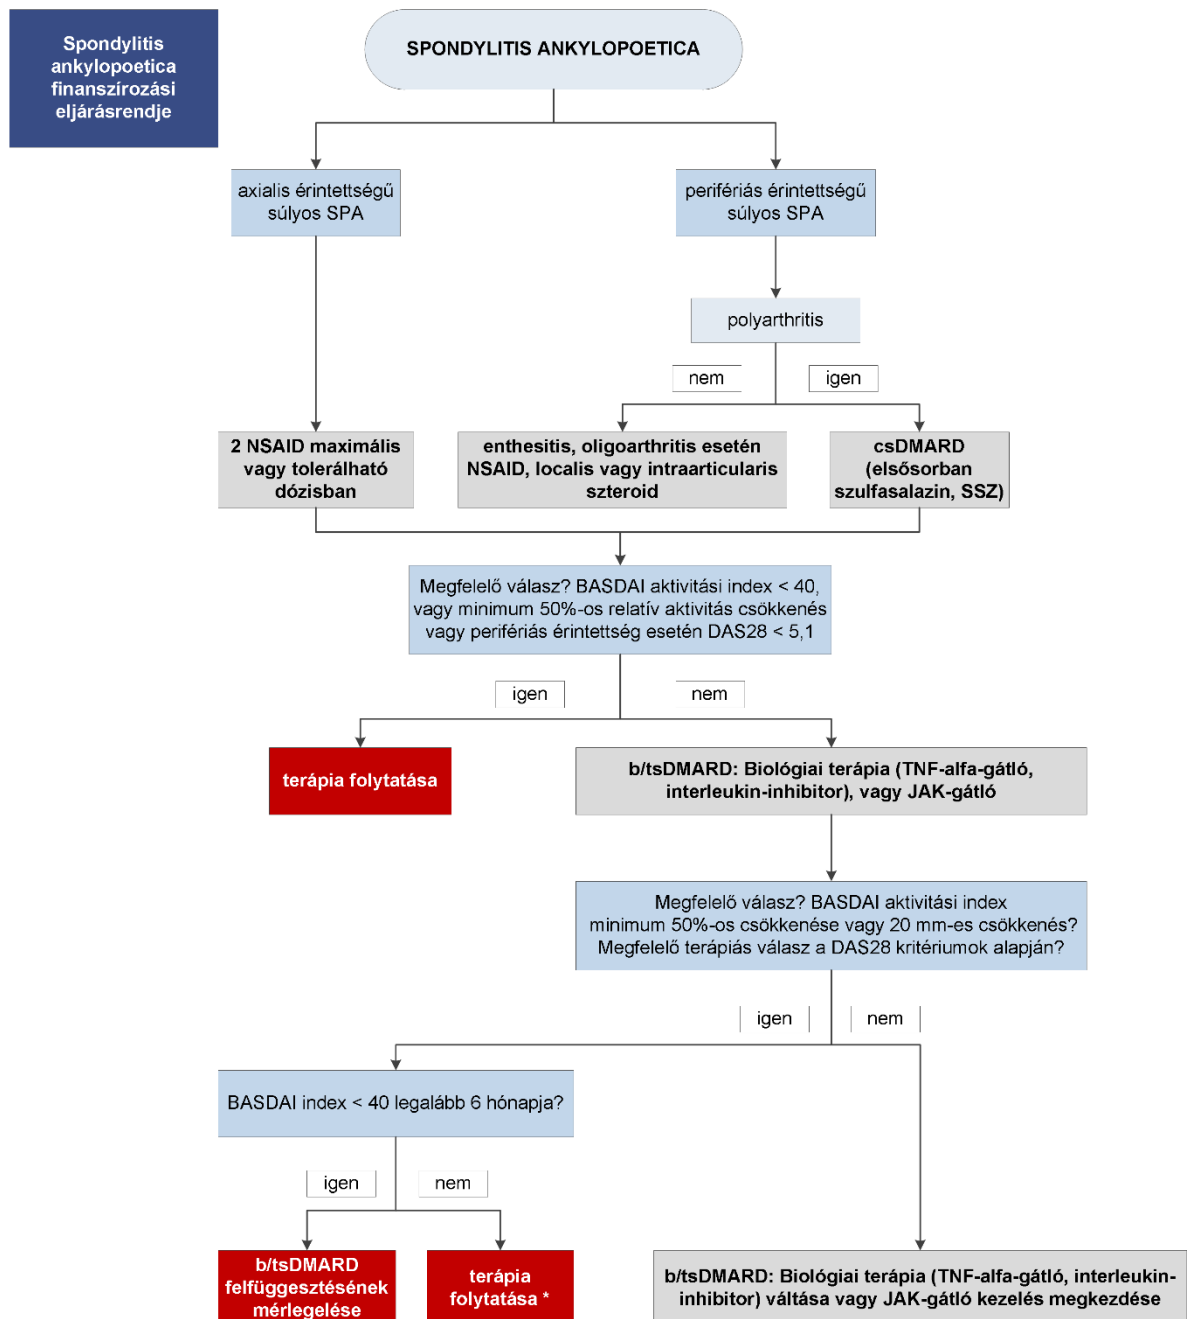 Spondylitis
ankylopoetica
finanszírozási
eljárásrendje
SPONDYLITIS ANKYLOPOETICA
axialis érintettségű
súlyos SPA
perifériás érintettségű
súlyos SPA
polyarthritis
nem
igen
2 NSAID maximális
vagy tolerálható
dózisban
enthesitis, oligoarthritis esetén
NSAID, localis vagy intraarticularis
szteroid
csDMARD
(elsősorban
szulfasalazin, SSZ)
Megfelelő válasz? BASDAI aktivitási index < 40,
vagy minimum 50%-os relatív aktivitás csökkenés
vagy perifériás érintettség esetén DAS28 < 5,1
igen
nem
terápia folytatása
b/tsDMARD: Biológiai terápia (TNF-alfa-gátló,
interleukin-inhibitor), vagy JAK-gátló
Megfelelő válasz? BASDAI aktivitási index
minimum 50%-os csökkenése vagy 20 mm-es csökkenés?
Megfelelő terápiás válasz a DAS28 kritériumok alapján?
igen
nem
BASDAI index < 40 legalább 6 hónapja?
igen
nem
b/tsDMARD
felfüggesztésének
mérlegelése
terápia
folytatása *
b/tsDMARD: Biológiai terápia (TNF-alfa-gátló, interleukin-
inhibitor) váltása vagy JAK-gátló kezelés megkezdése